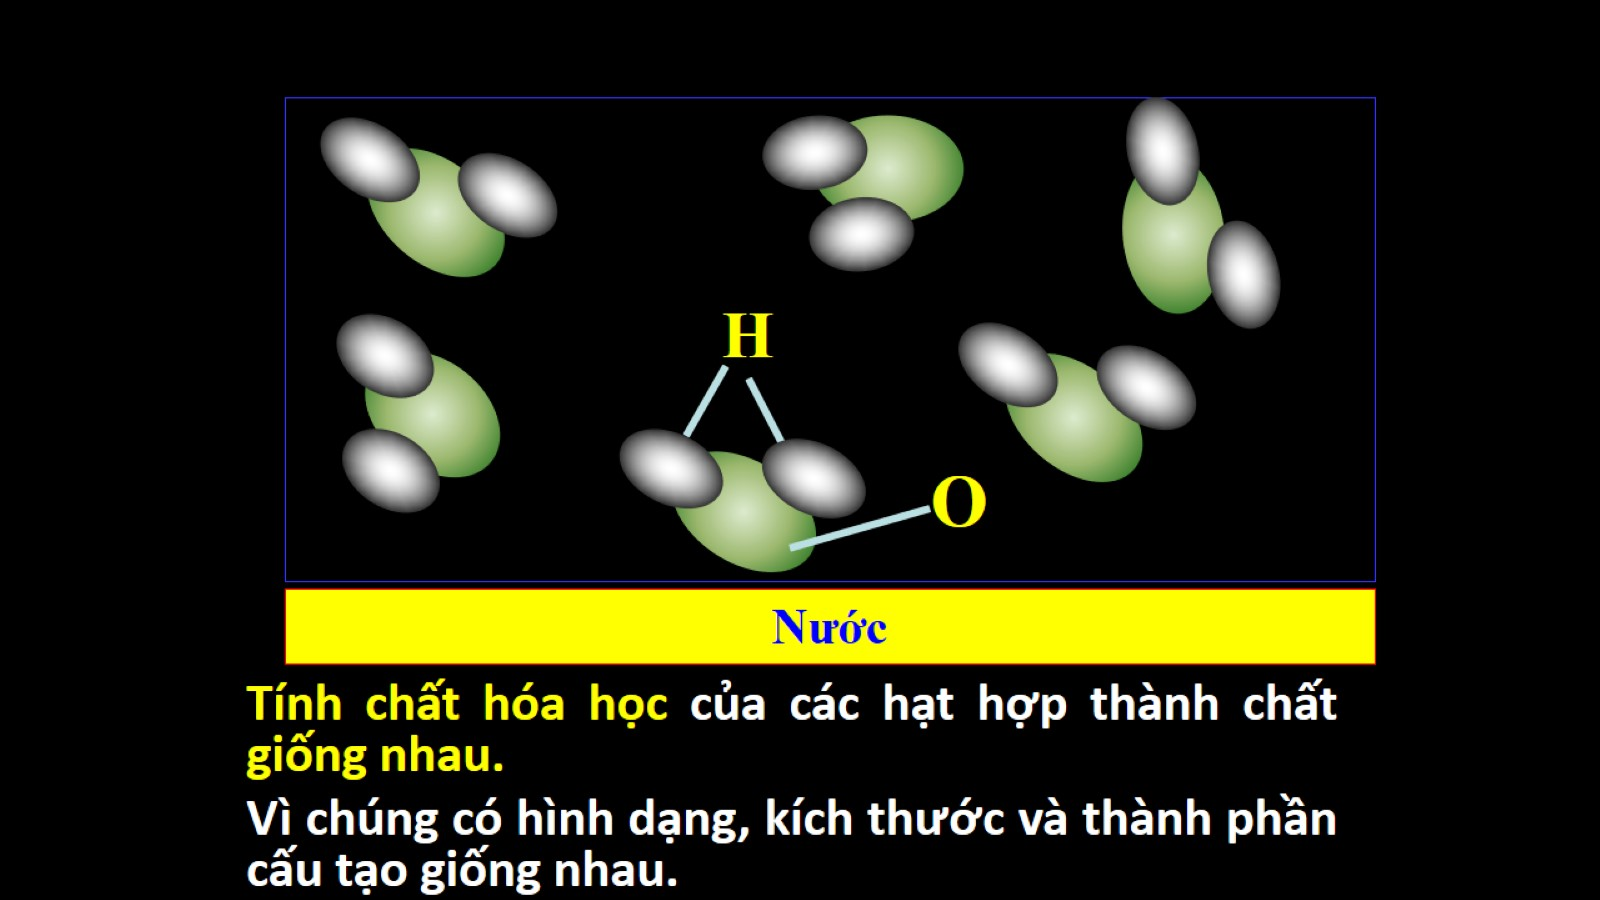 H
O
Nước
Tính chất hóa học của các hạt hợp thành chất
giống nhau.
Vì chúng có hình dạng, kích thước và thành phần
cấu tạo giống nhau.